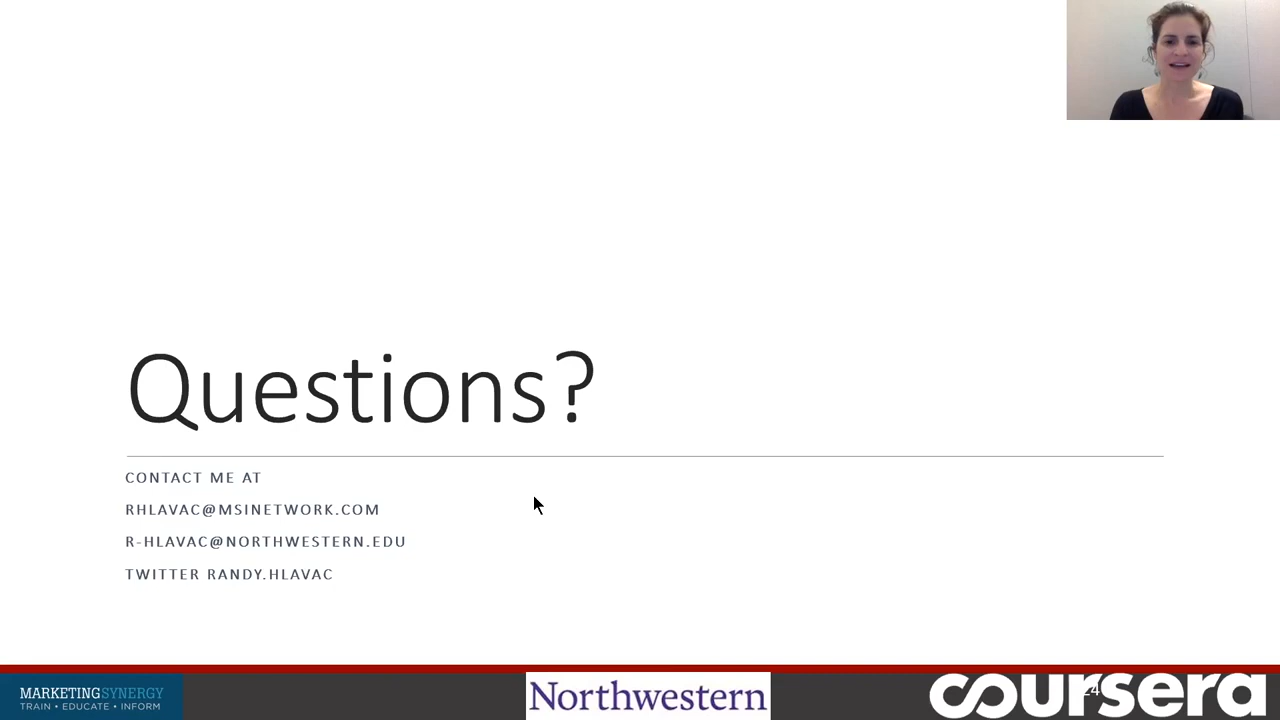 Questions?
CONTACT ME AT
RHLAVAC@MSINETWORK.COM
R-HLAVAC@NORTHWESTERN.EDU
TWITTER RANDY.HLAVAC
MARKETINGSYNERGY
TRAIN • EDUCATE • INFORM
Northwestern
coursera
24